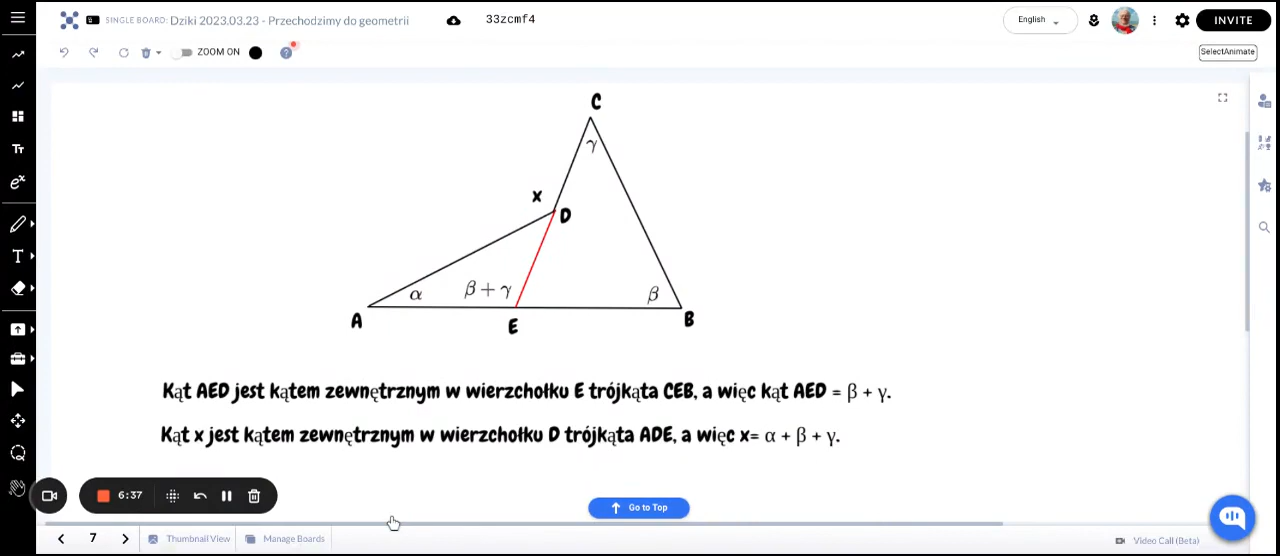 SINGLE BOARD: Dziki 2023.03.23 - Przechodzimy do geometrii
33zcmf4
English
INVITE
ZOOM ON
SelectAnimate
C
γ
x
D
α
β + γ
β
A
E
B
Kąt AED jest kątem zewnętrznym w wierzchołku E trójkąta CEB, a więc kąt AED = β + γ.
Kąt x jest kątem zewnętrznym w wierzchołku D trójkąta ADE, a więc x= α + β + γ.
6:37
Go to Top
7
Thumbnail View
Manage Boards
Video Call (Beta)